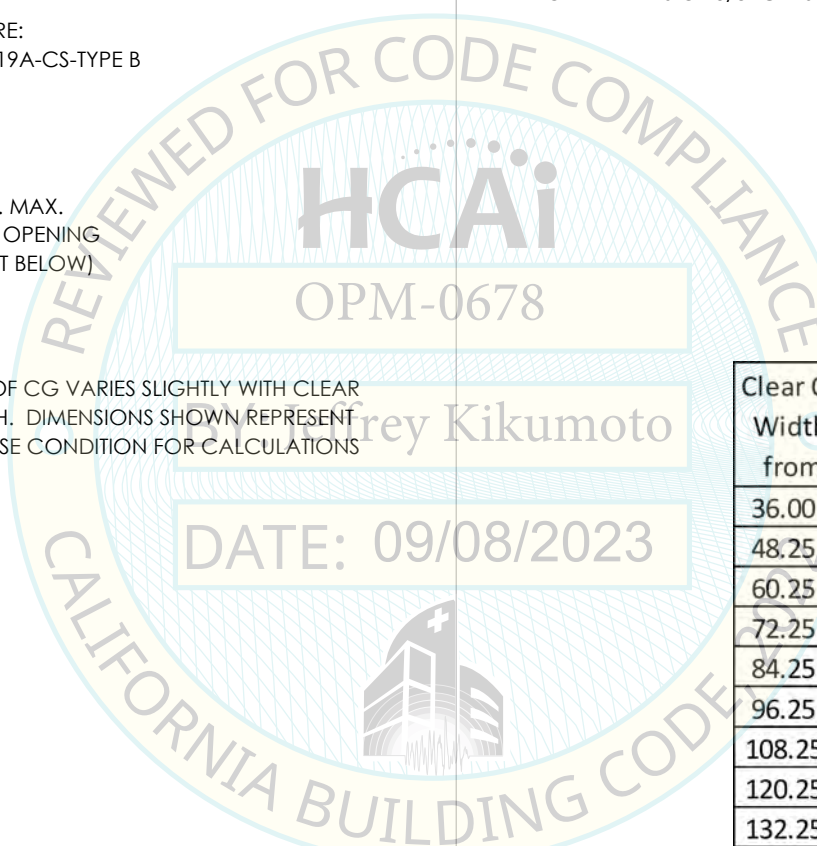 RE:
19A-CS-TYPE B
. MAX.
OPENING
T BELOW)
OF CG VARIES SLIGHTLY WITH CLEAR
H. DIMENSIONS SHOWN REPRESENT
SE CONDITION FOR CALCULATIONS
REVIEWED FOR CODE COMPLIANCE
HCAi
OPM-0678
BY: Jeffrey Kikumoto
DATE: 09/08/2023
CALIFORNIA BUILDING CODE,
Clear
Width
from
36.00
48.25
60.25
72.25
84.25
96.25
108.25
120.25
132.25